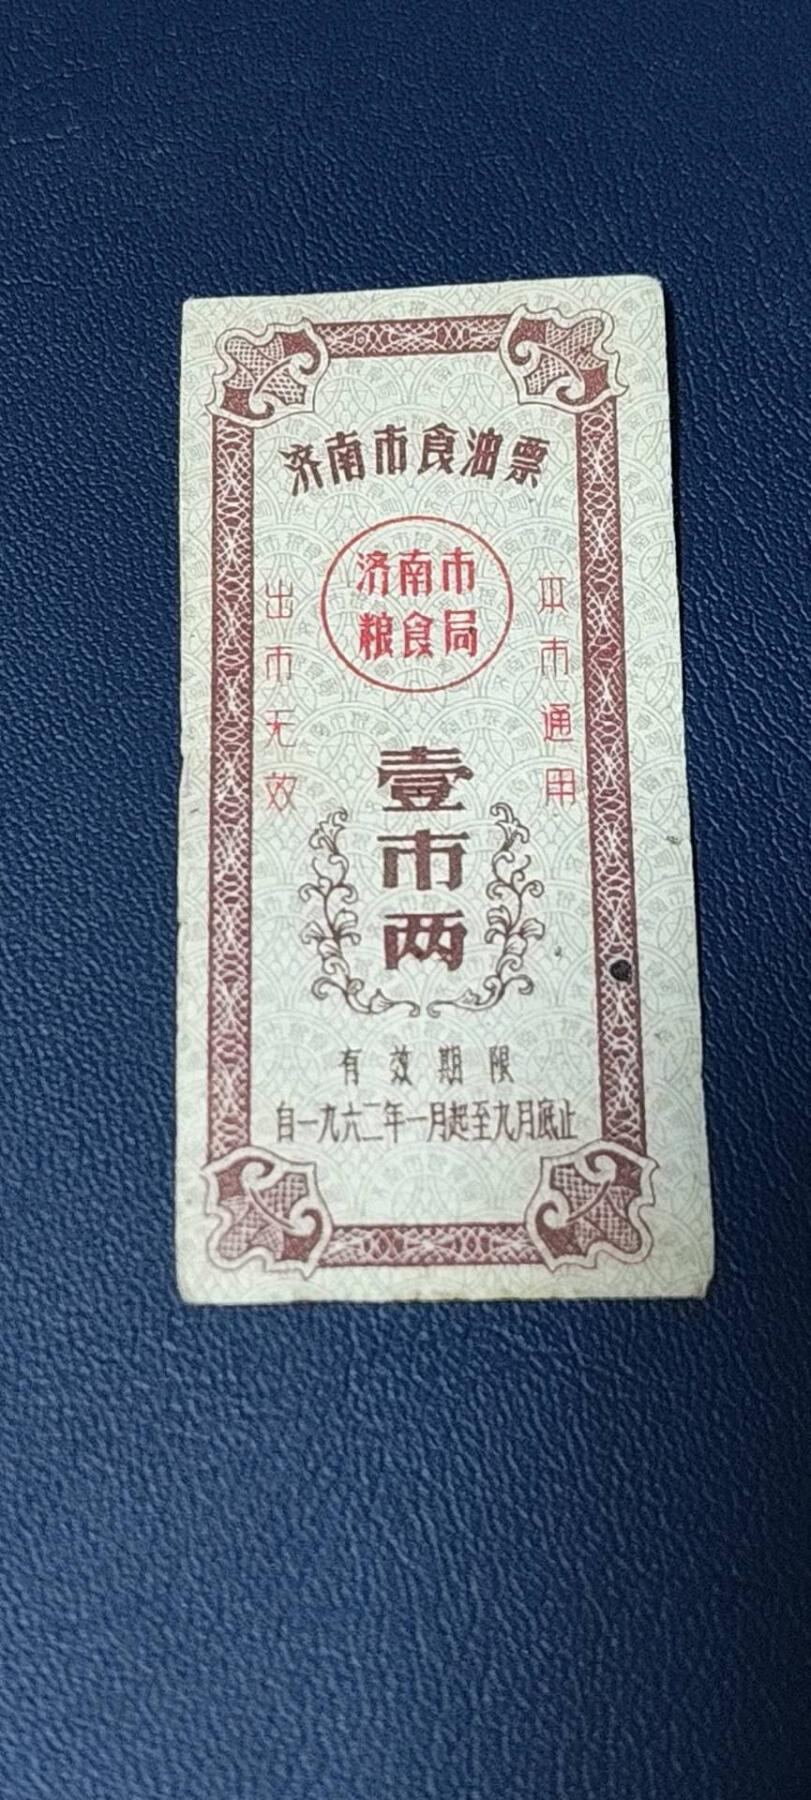 济南市食油票
济南市
粮食局
本市通用
出市无效
壹市两
有效期限
自一九六二年一月起至九月底止